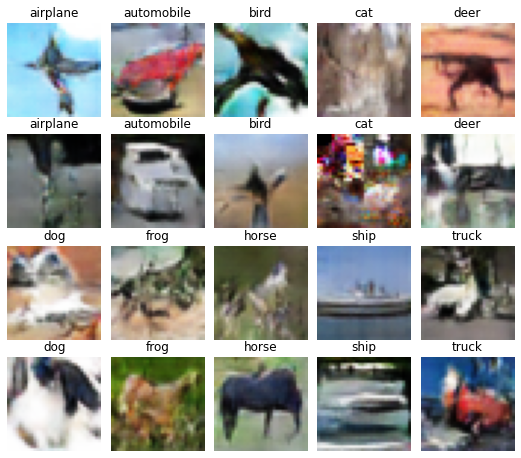 airplane automobile bird cat deer
airplane automobile bird cat deer
dog frog horse ship truck
dog frog horse ship truck